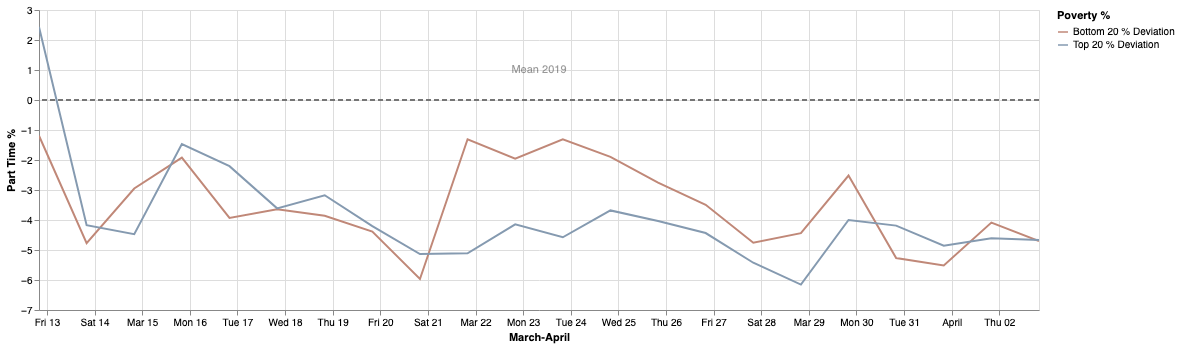 Poverty %
Bottom 20 % Deviation
Top 20 % Deviation
Mean 2019
Part Time %
3
2
1
0
−1
−2
−3
−4
−5
−6
−7
Fri 13 Sat 14 Mar 15 Mon 16 Tue 17 Wed 18 Thu 19 Fri 20 Sat 21 Mar 22 Mon 23 Tue 24 Wed 25 Thu 26 Fri 27 Sat 28 Mar 29 Mon 30 Tue 31 April Thu 02
March-April